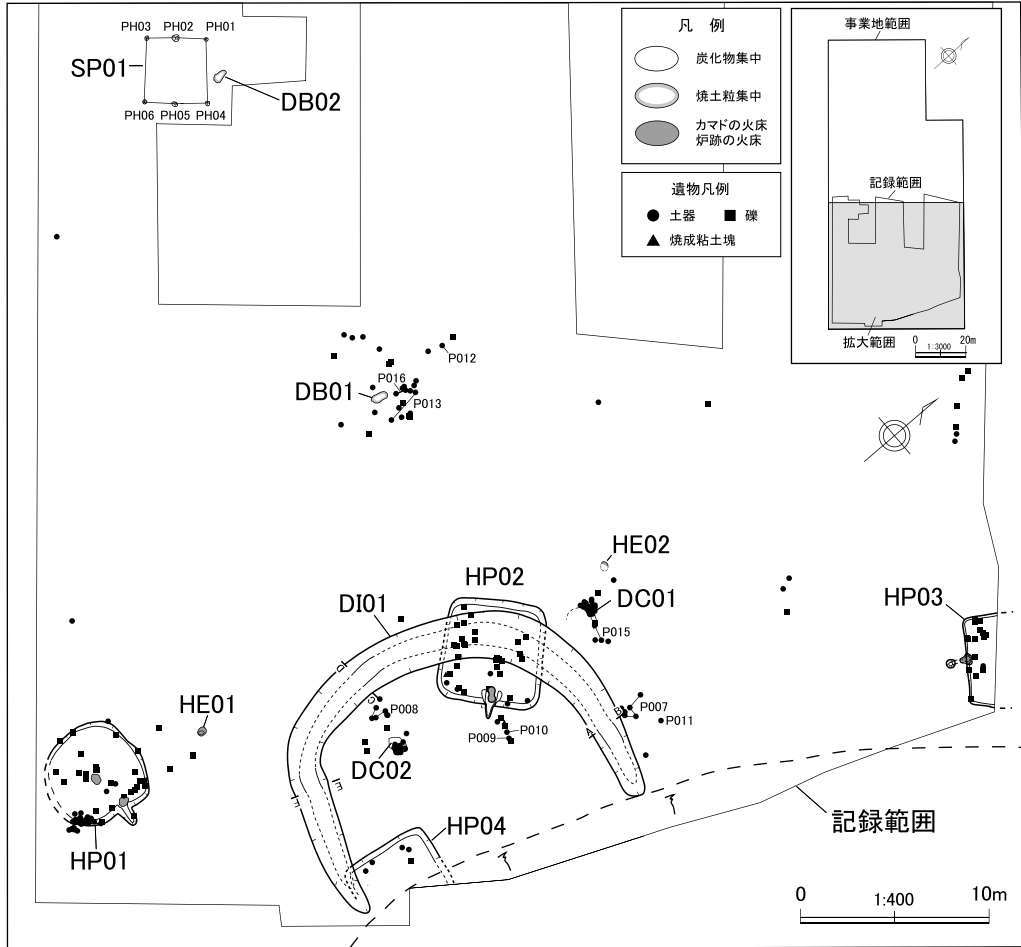 PH03 PH02 PH01
SP01
DB02
PH06 PH05 PH04
凡 例
炭化物集中
焼土粒集中
カマドの火床
炉跡の火床
遺物凡例
土器 礫
焼成粘土塊
事業地範囲
記録範囲
拡大範囲
0 20m
1:3000
P012
P016
DB01
P013
HE02
HP02
DC01
DI01
P015
HP03
HE01
P008
P007
P011
P010
P009
DC02
HP04
HP01
記録範囲
0 10m
1:400